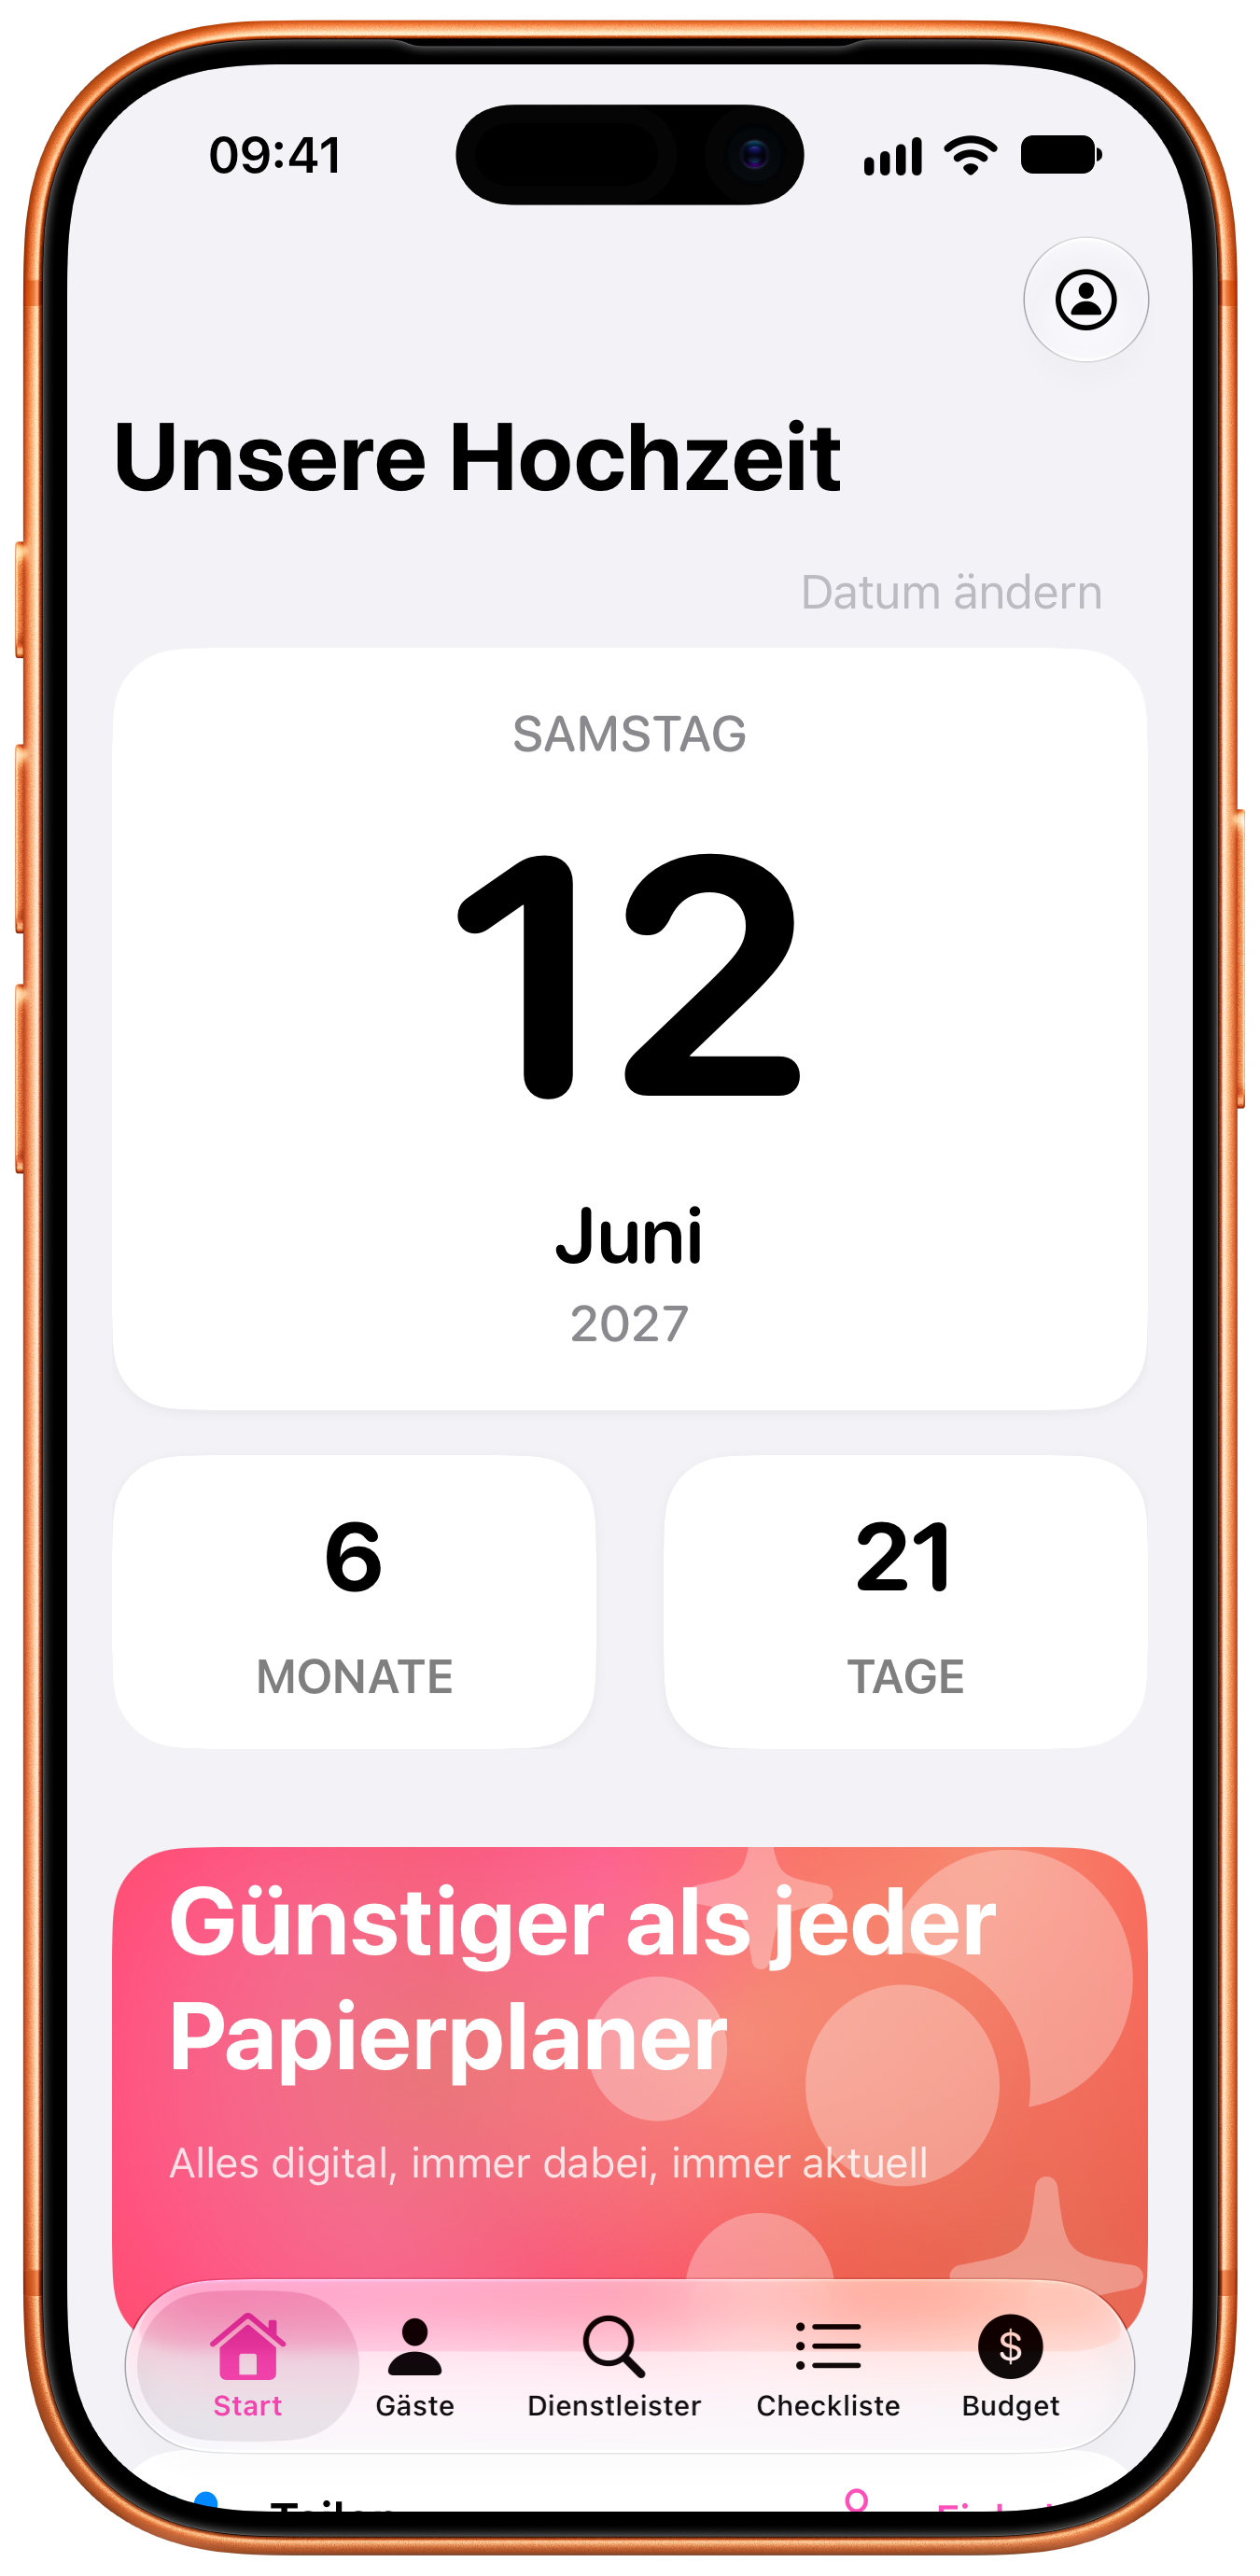 09:41
Unsere Hochzeit
Datum ändern
SAMSTAG
12
Juni
2027
6
MONATE
21
TAGE
Günstiger als jeder
Papierplaner
Alles digital, immer dabei, immer aktuell
$
Start
Gäste
Dienstleister
Checkliste
Budget